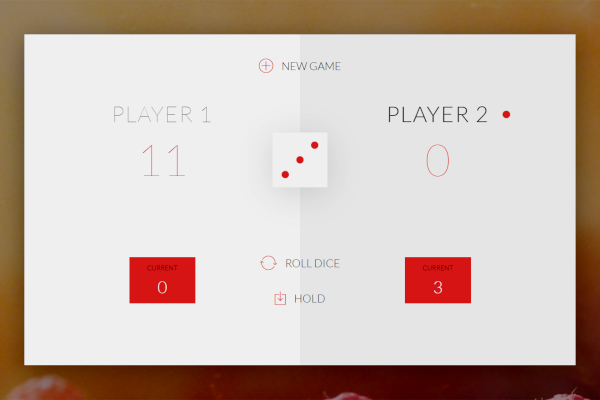 NEW GAME
PLAYER 1
PLAYER 2
11
0
ROLL DICE
CURRENT
0
CURRENT
3
HOLD